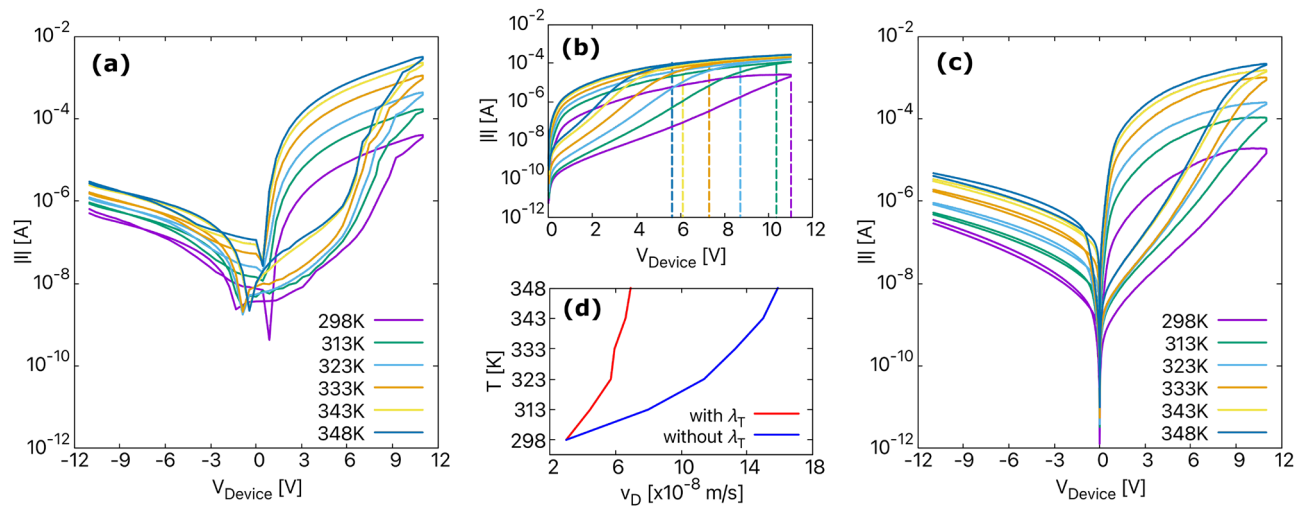 (a)
10⁻²
10⁻⁴
10⁻⁶
10⁻⁸
10⁻¹⁰
10⁻¹²
|I| [A]
298K
313K
323K
333K
343K
348K
−12 −9 −6 −3 0 3 6 9 12
V_Device [V]
(b)
10⁻²
10⁻⁴
10⁻⁶
10⁻⁸
10⁻¹⁰
10⁻¹²
|I| [A]
0 2 4 6 8 10 12
V_Device [V]
(d)
348
343
333
323
313
298
T [K]
with λ_T
without λ_T
2 6 10 14 18
v_D [x10⁻⁸ m/s]
(c)
10⁻²
10⁻⁴
10⁻⁶
10⁻⁸
10⁻¹⁰
10⁻¹²
|I| [A]
298K
313K
323K
333K
343K
348K
−12 −9 −6 −3 0 3 6 9 12
V_Device [V]